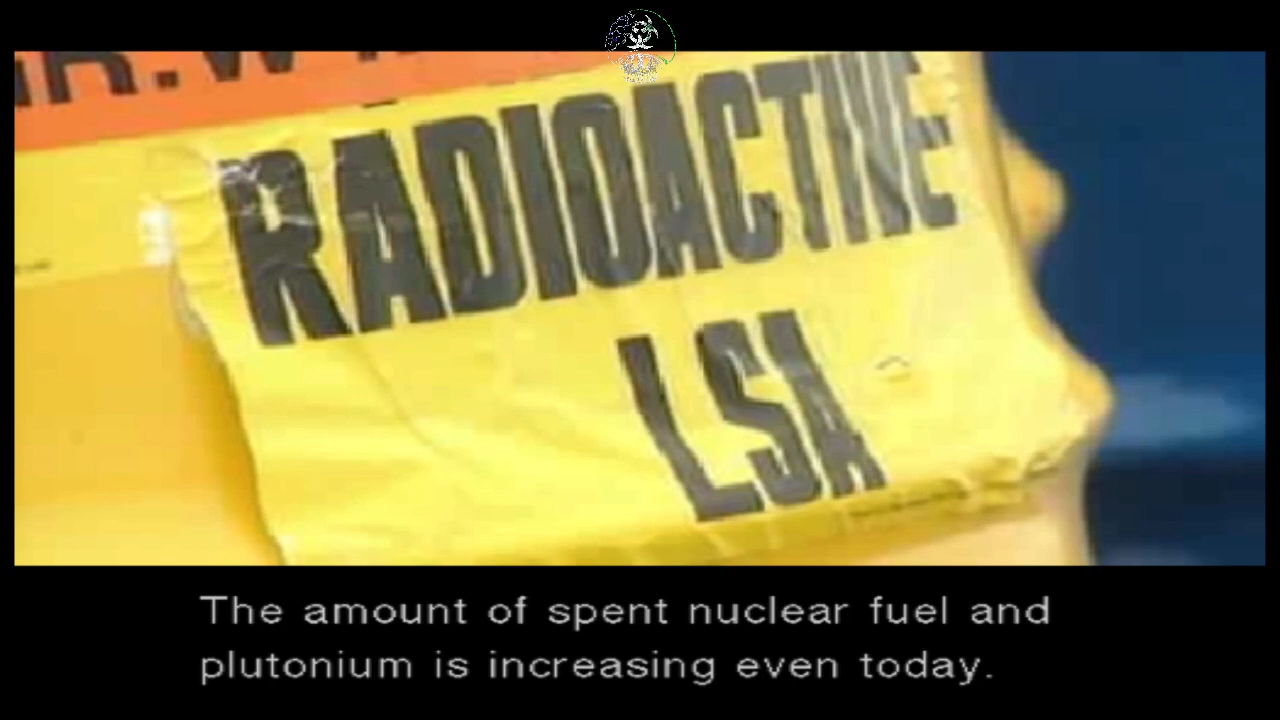 RADIOACTIVE
LSA
The amount of spent nuclear fuel and
plutonium is increasing even today.